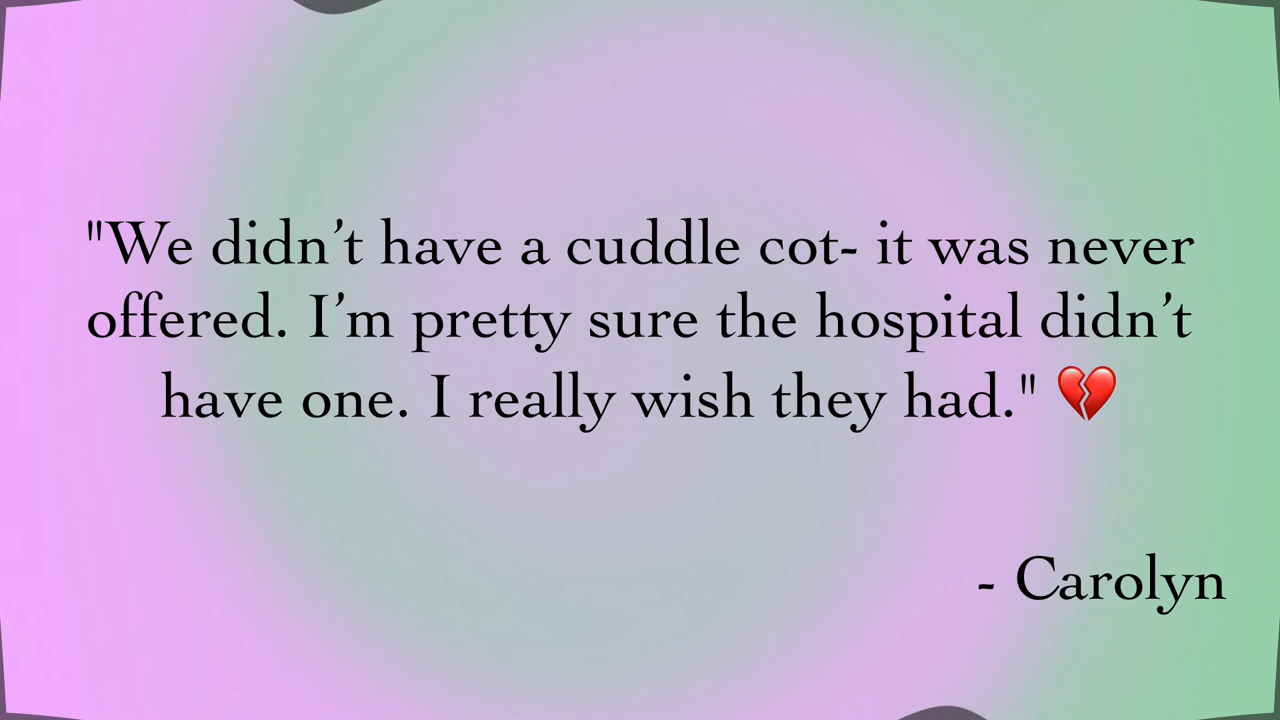 "We didn’t have a cuddle cot- it was never
offered. I’m pretty sure the hospital didn’t
have one. I really wish they had." 💔
- Carolyn